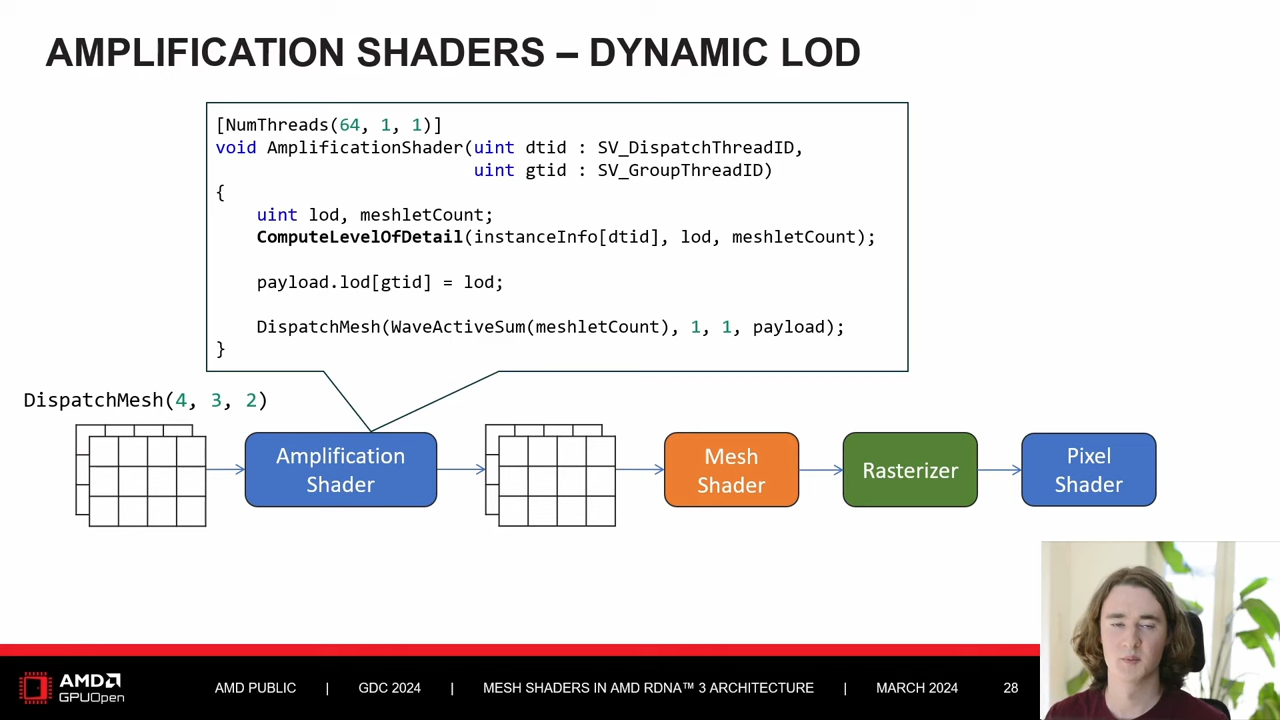 AMPLIFICATION SHADERS – DYNAMIC LOD
[NumThreads(64, 1, 1)]
void AmplificationShader(uint dtid : SV_DispatchThreadID,
uint gtid : SV_GroupThreadID)
{
uint lod, meshletCount;
ComputeLevelOfDetail(instanceInfo[dtid], lod, meshletCount);
payload.lod[gtid] = lod;
DispatchMesh(WaveActiveSum(meshletCount), 1, 1, payload);
}
DispatchMesh(4, 3, 2)
Amplification
Shader
Mesh
Shader
Rasterizer
Pixel
Shader
AMD
GPUOpen
AMD PUBLIC | GDC 2024 | MESH SHADERS IN AMD RDNA™ 3 ARCHITECTURE | MARCH 2024 28